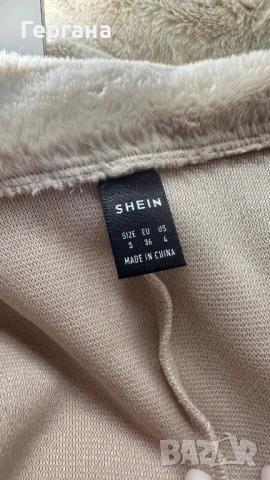 Гергана
SHEIN
SIZE EU US
S 36 4
MADE IN CHINA
BAZAR